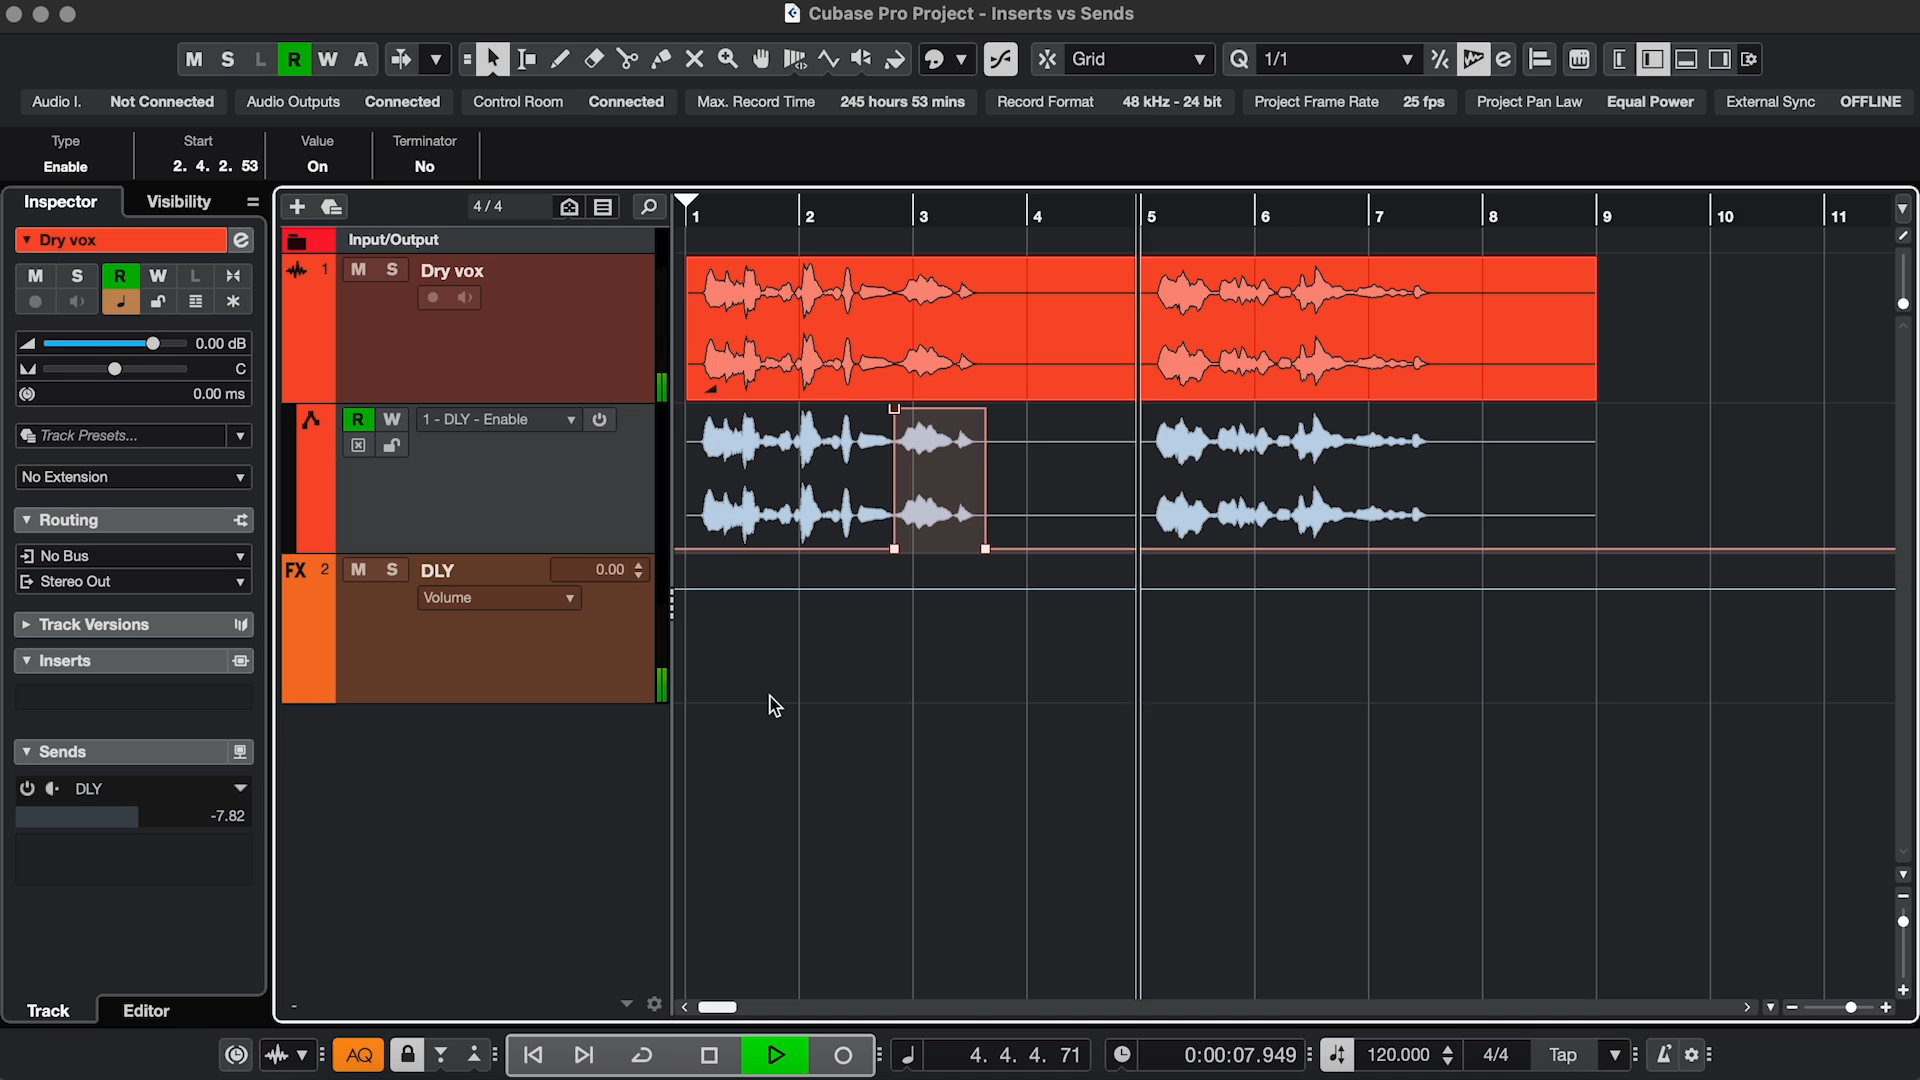 Cubase Pro Project - Inserts vs Sends
M S L R W A Grid Q 1/1
Audio I. Not Connected Audio Outputs Connected Control Room Connected Max. Record Time 245 hours 53 mins Record Format 48 kHz - 24 bit Project Frame Rate 25 fps Project Pan Law Equal Power External Sync OFFLINE
Type Start Value Terminator
Enable 2. 4. 2. 53 On No
Inspector Visibility
4 / 4
1 2 3 4 5 6 7 8 9 10 11
Dry vox e
Input/Output
M S R W L
1 M S Dry vox
0.00 dB
C
0.00 ms
Track Presets...
R W 1 - DLY - Enable
No Extension
Routing
No Bus
Stereo Out
FX 2 M S DLY 0.00
Volume
Track Versions
Inserts
Sends
DLY
-7.82
Track Editor
-
AQ 4. 4. 4. 71 0:00:07.949 120.000 4/4 Tap